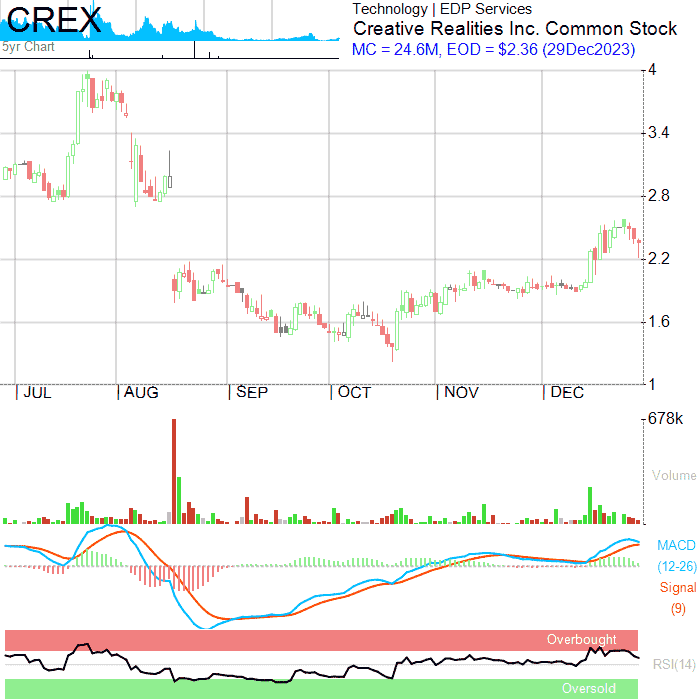 CREX
5yr Chart
Technology | EDP Services
Creative Realities Inc. Common Stock
MC = 24.6M, EOD = $2.36 (29Dec2023)
4
3.4
2.8
2.2
1.6
1
JUL AUG SEP OCT NOV DEC
678k
Volume
MACD
(12-26)
Signal
(9)
Overbought
RSI(14)
Oversold